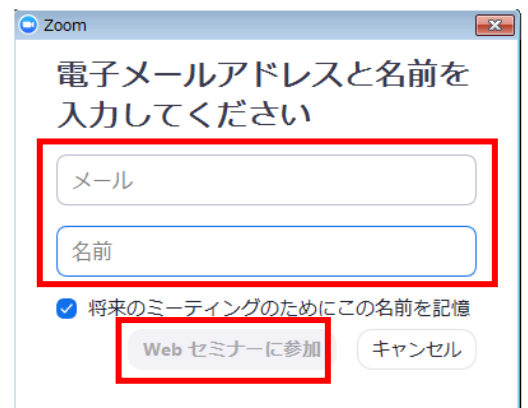 Zoom
電子メールアドレスと名前を
入力してください
メール
名前
将来のミーティングのためにこの名前を記憶
Web セミナーに参加
キャンセル